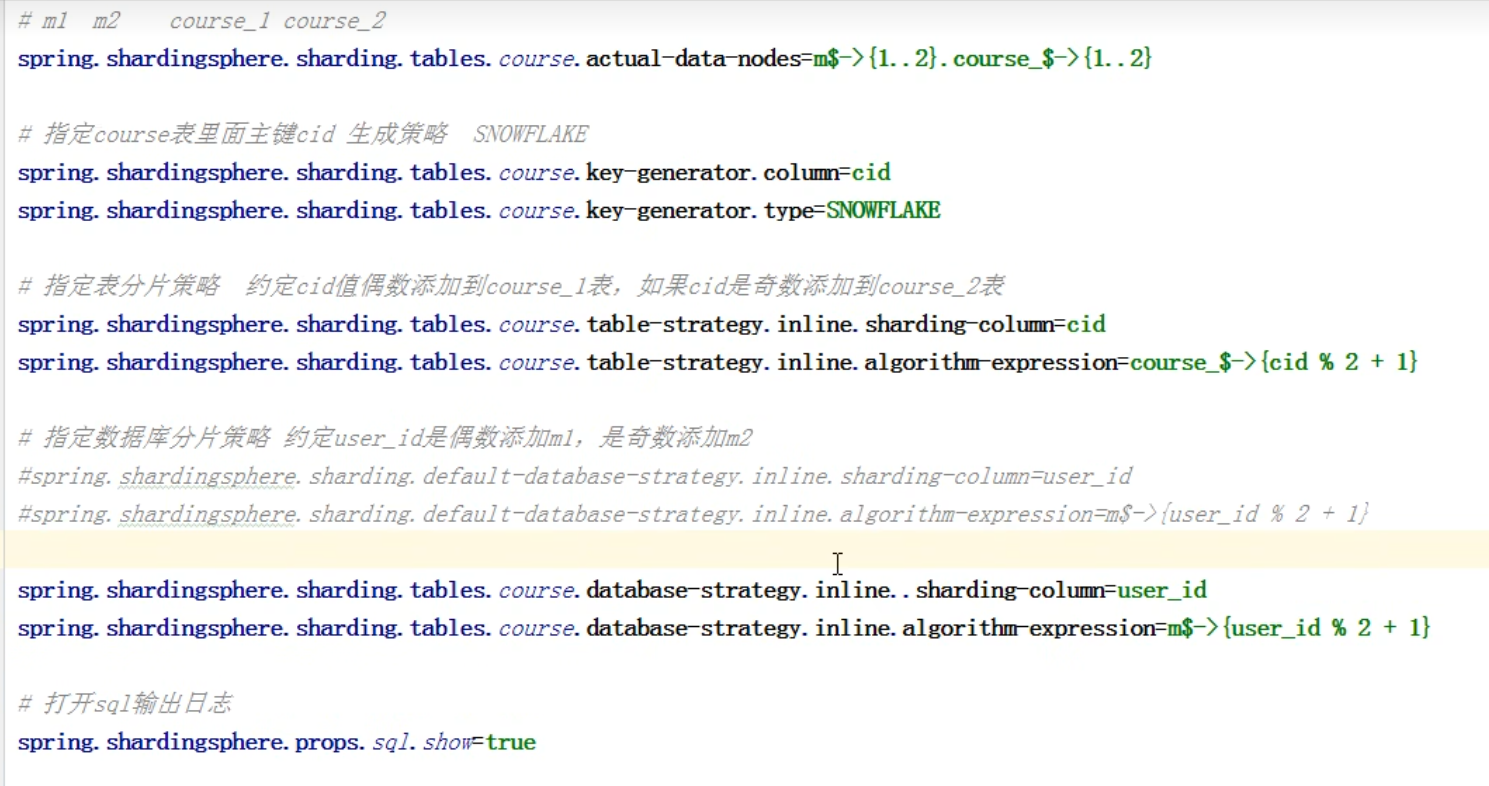 # m1 m2 course_1 course_2
spring.shardingsphere.sharding.tables.course.actual-data-nodes=m$->{1..2}.course_$->{1..2}
# 指定course表里面主键cid 生成策略 SNOWFLAKE
spring.shardingsphere.sharding.tables.course.key-generator.column=cid
spring.shardingsphere.sharding.tables.course.key-generator.type=SNOWFLAKE
# 指定表分片策略 约定cid值偶数添加到course_1表，如果cid是奇数添加到course_2表
spring.shardingsphere.sharding.tables.course.table-strategy.inline.sharding-column=cid
spring.shardingsphere.sharding.tables.course.table-strategy.inline.algorithm-expression=course_$->{cid % 2 + 1}
# 指定数据库分片策略 约定user_id是偶数添加m1，是奇数添加m2
#spring.shardingsphere.sharding.default-database-strategy.inline.sharding-column=user_id
#spring.shardingsphere.sharding.default-database-strategy.inline.algorithm-expression=m$->{user_id % 2 + 1}
spring.shardingsphere.sharding.tables.course.database-strategy.inline..sharding-column=user_id
spring.shardingsphere.sharding.tables.course.database-strategy.inline.algorithm-expression=m$->{user_id % 2 + 1}
# 打开sql输出日志
spring.shardingsphere.props.sql.show=true